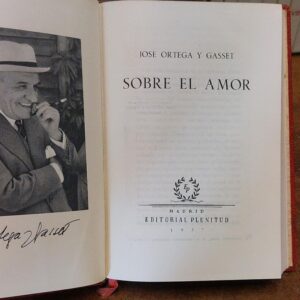 JOSE ORTEGA Y GASSET
SOBRE EL AMOR
MADRID
EDITORIAL PLENITUD